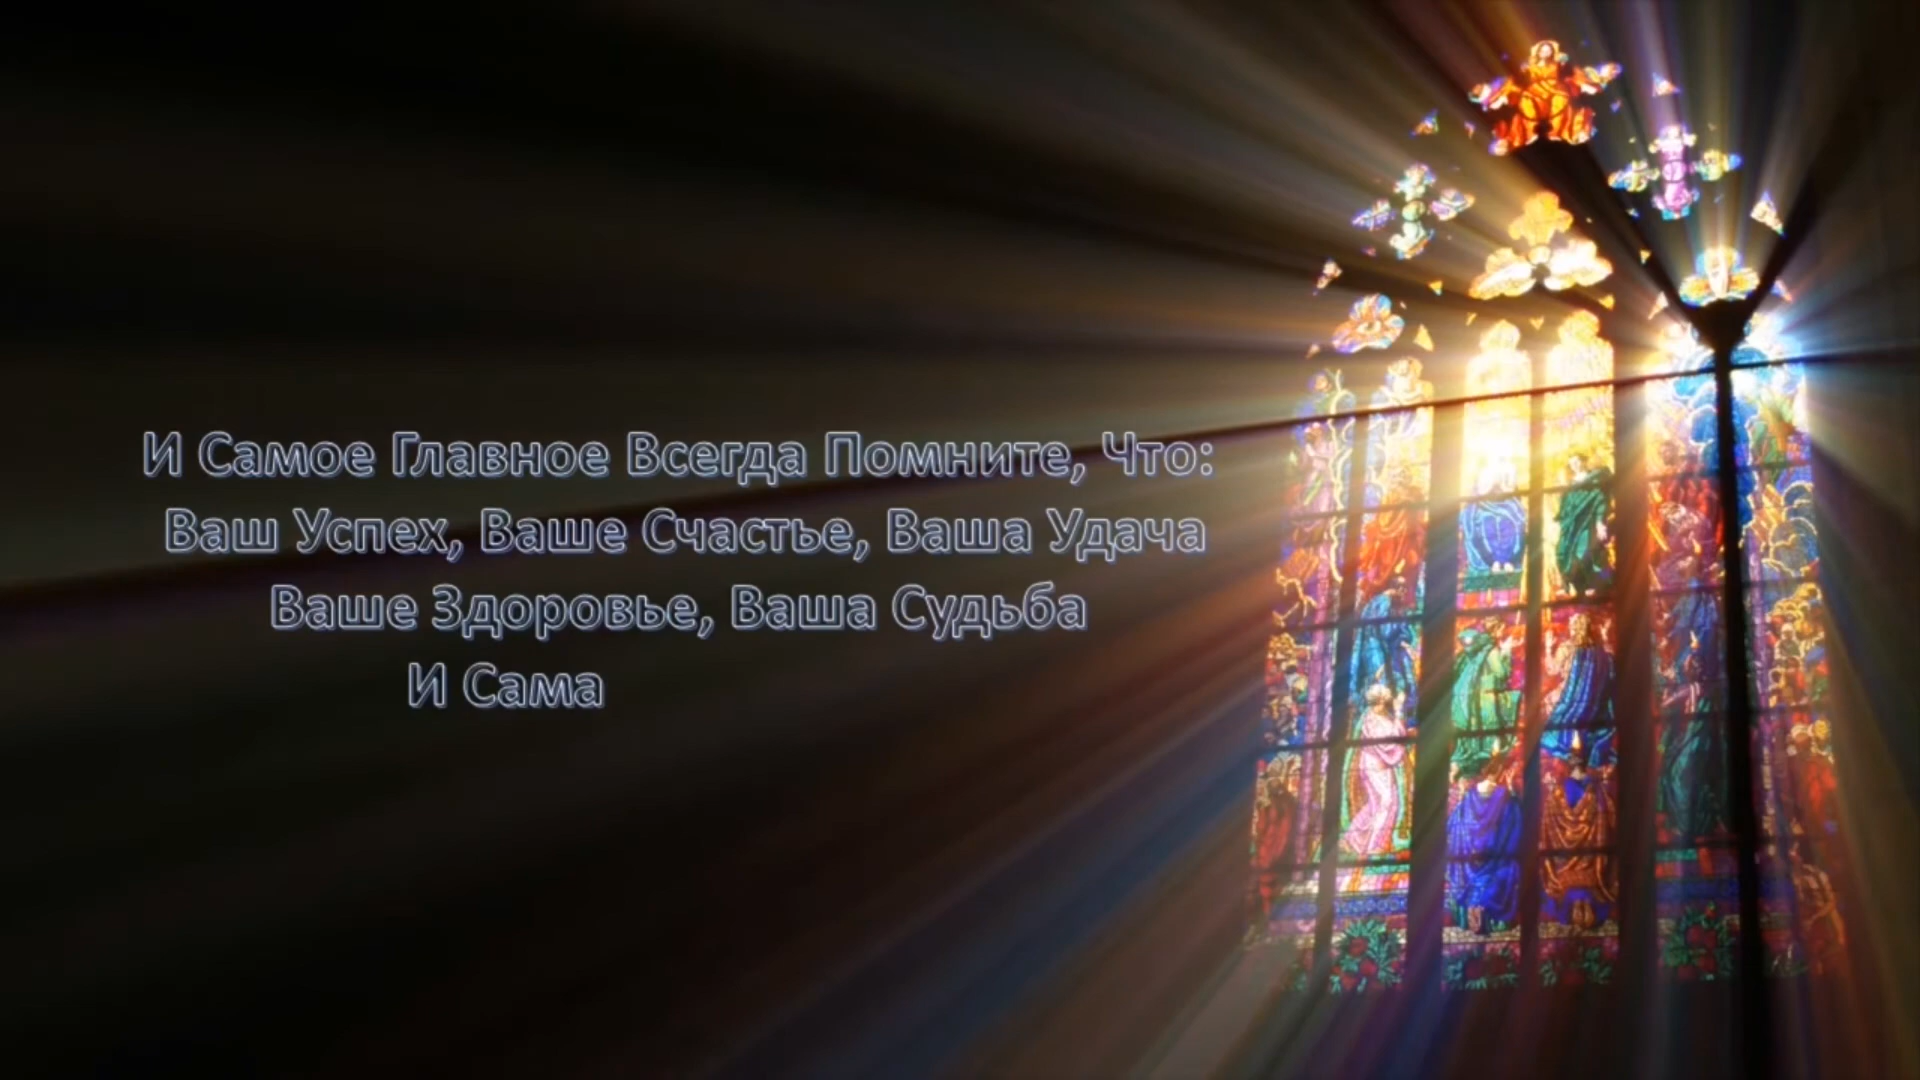 И Самое Главное Всегда Помните, Что:
Ваш Успех, Ваше Счастье, Ваша Удача
Ваше Здоровье, Ваша Судьба
И Сама